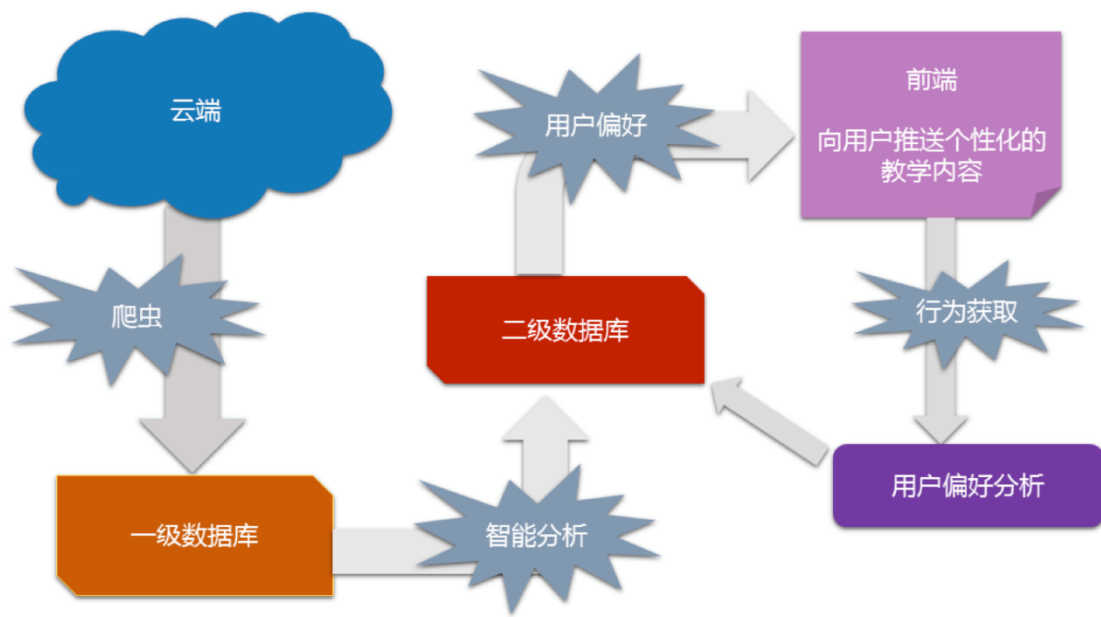 云端
爬虫
一级数据库
智能分析
二级数据库
用户偏好
前端
向用户推送个性化的
教学内容
行为获取
用户偏好分析